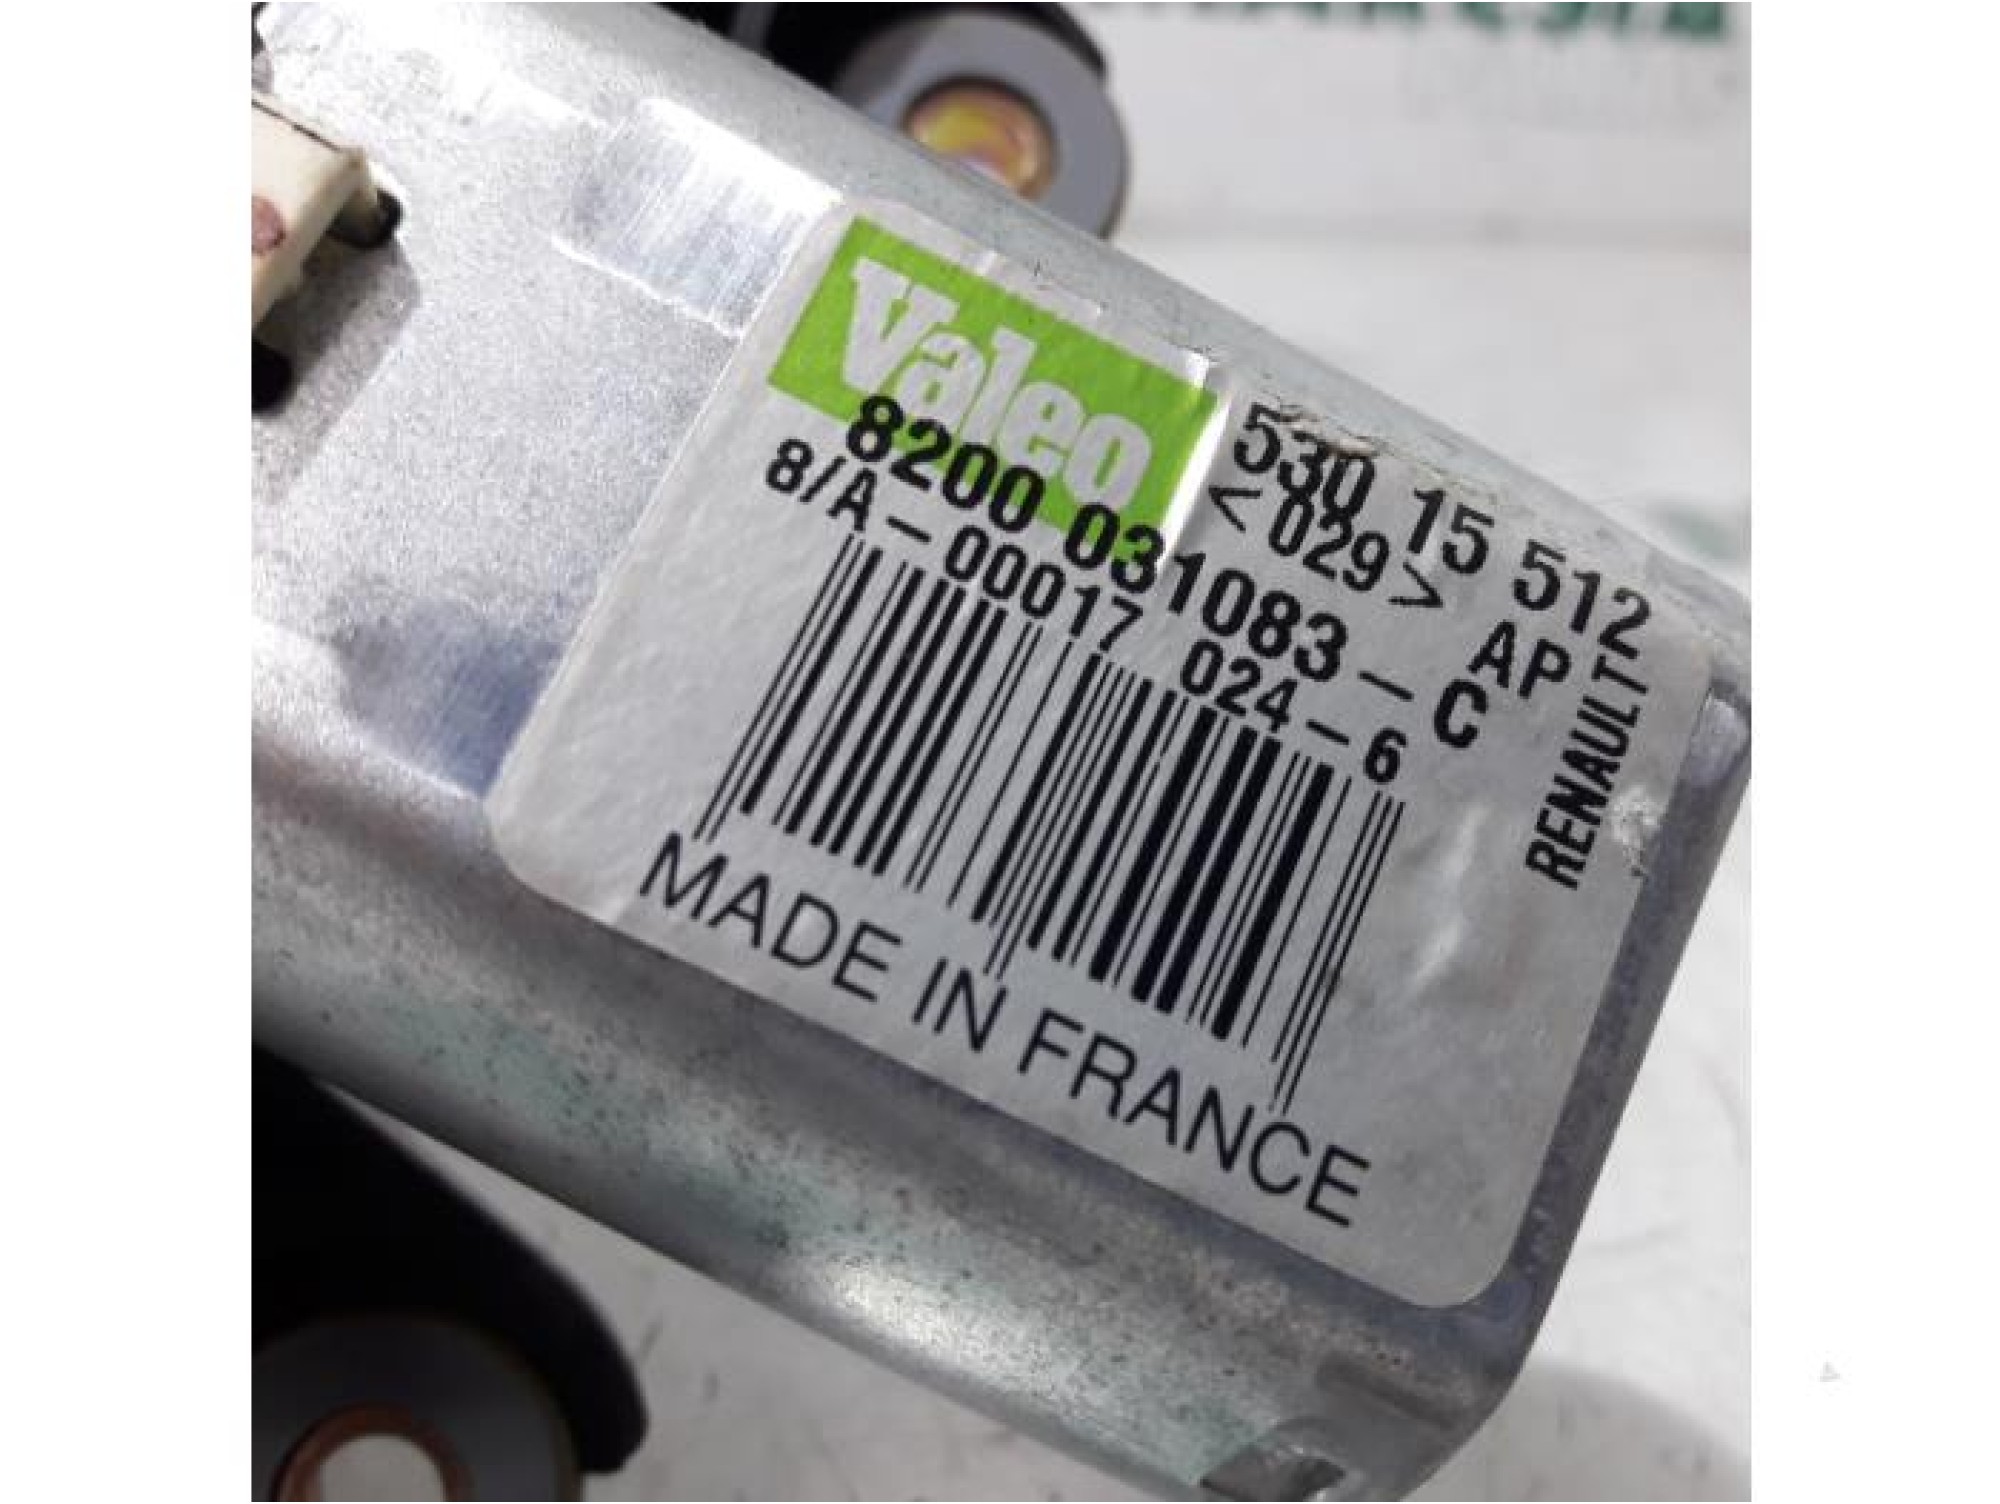 Valeo
530 15 512
< 029 >
AP
8200 031083 - C
8/A - 00017 024 - 6
RENAULT
MADE IN FRANCE